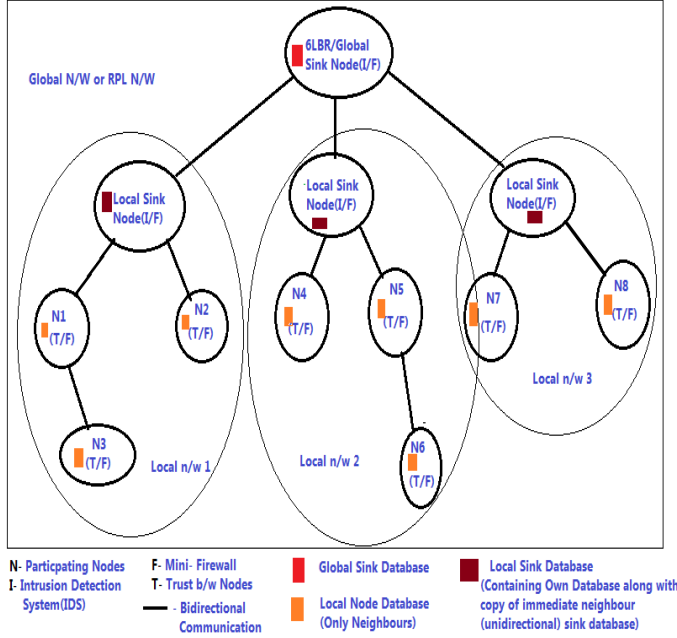 6LBR/Global
Sink Node(I/F)
Global N/W or RPL N/W
Local Sink
Node(I/F)
Local Sink
Node(I/F)
Local Sink
Node(I/F)
N1
(T/F)
N2
(T/F)
N4
(T/F)
N5
(T/F)
N7
(T/F)
N8
(T/F)
Local n/w 3
N3
(T/F)
Local n/w 1
Local n/w 2
N6
(T/F)
N- Particpating Nodes
I- Intrusion Detection
System(IDS)
F- Mini- Firewall
T- Trust b/w Nodes
- Bidirectional
Communication
Global Sink Database
Local Node Database
(Only Neighbours)
Local Sink Database
(Containing Own Database along with
copy of immediate neighbour
(unidirectional) sink database)